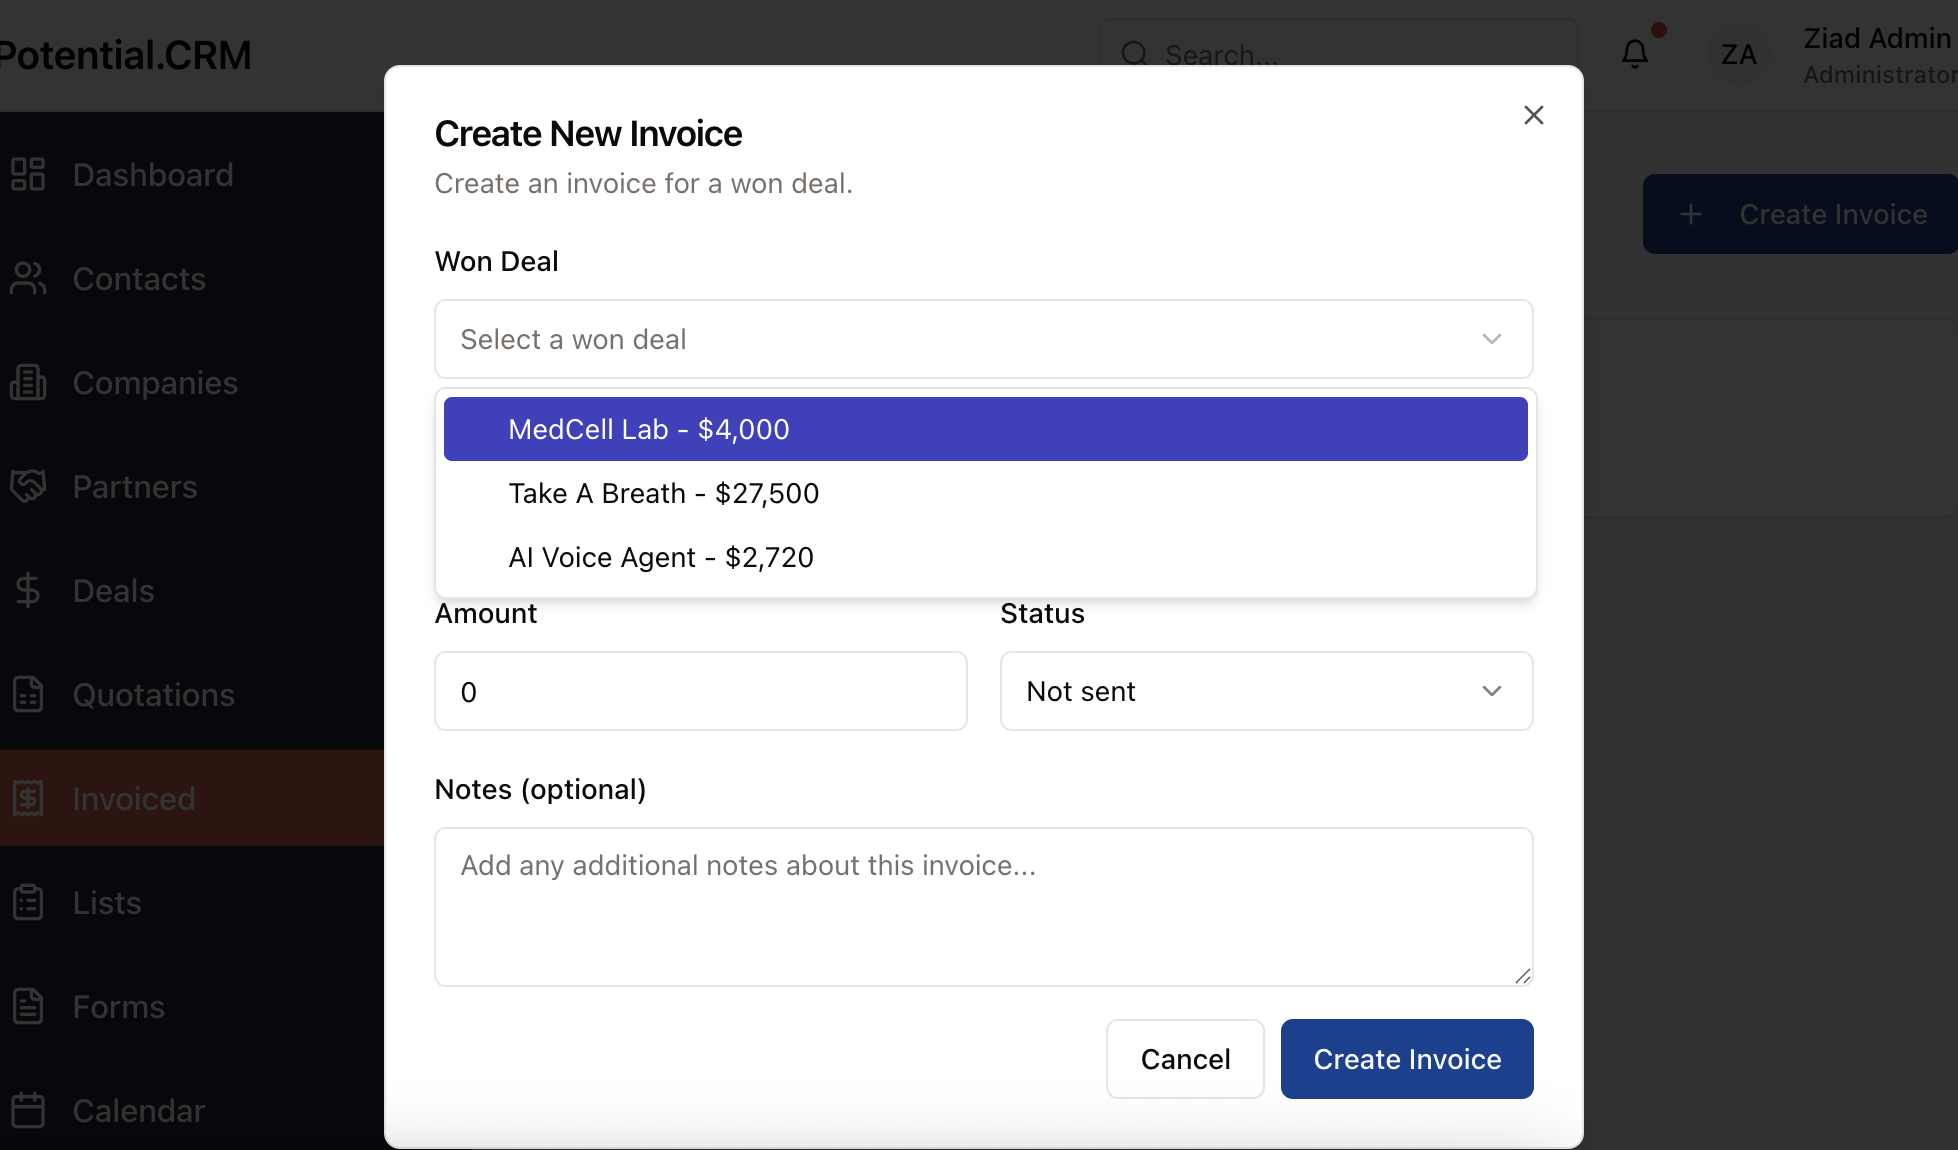 Potential.CRM
Search...
ZA
Ziad Admin
Administrator
Dashboard
Contacts
Companies
Partners
Deals
Quotations
Invoiced
Lists
Forms
Calendar
Create Invoice
Create New Invoice
Create an invoice for a won deal.
Won Deal
Select a won deal
MedCell Lab - $4,000
Take A Breath - $27,500
AI Voice Agent - $2,720
Amount
Status
0
Not sent
Notes (optional)
Add any additional notes about this invoice...
Cancel
Create Invoice